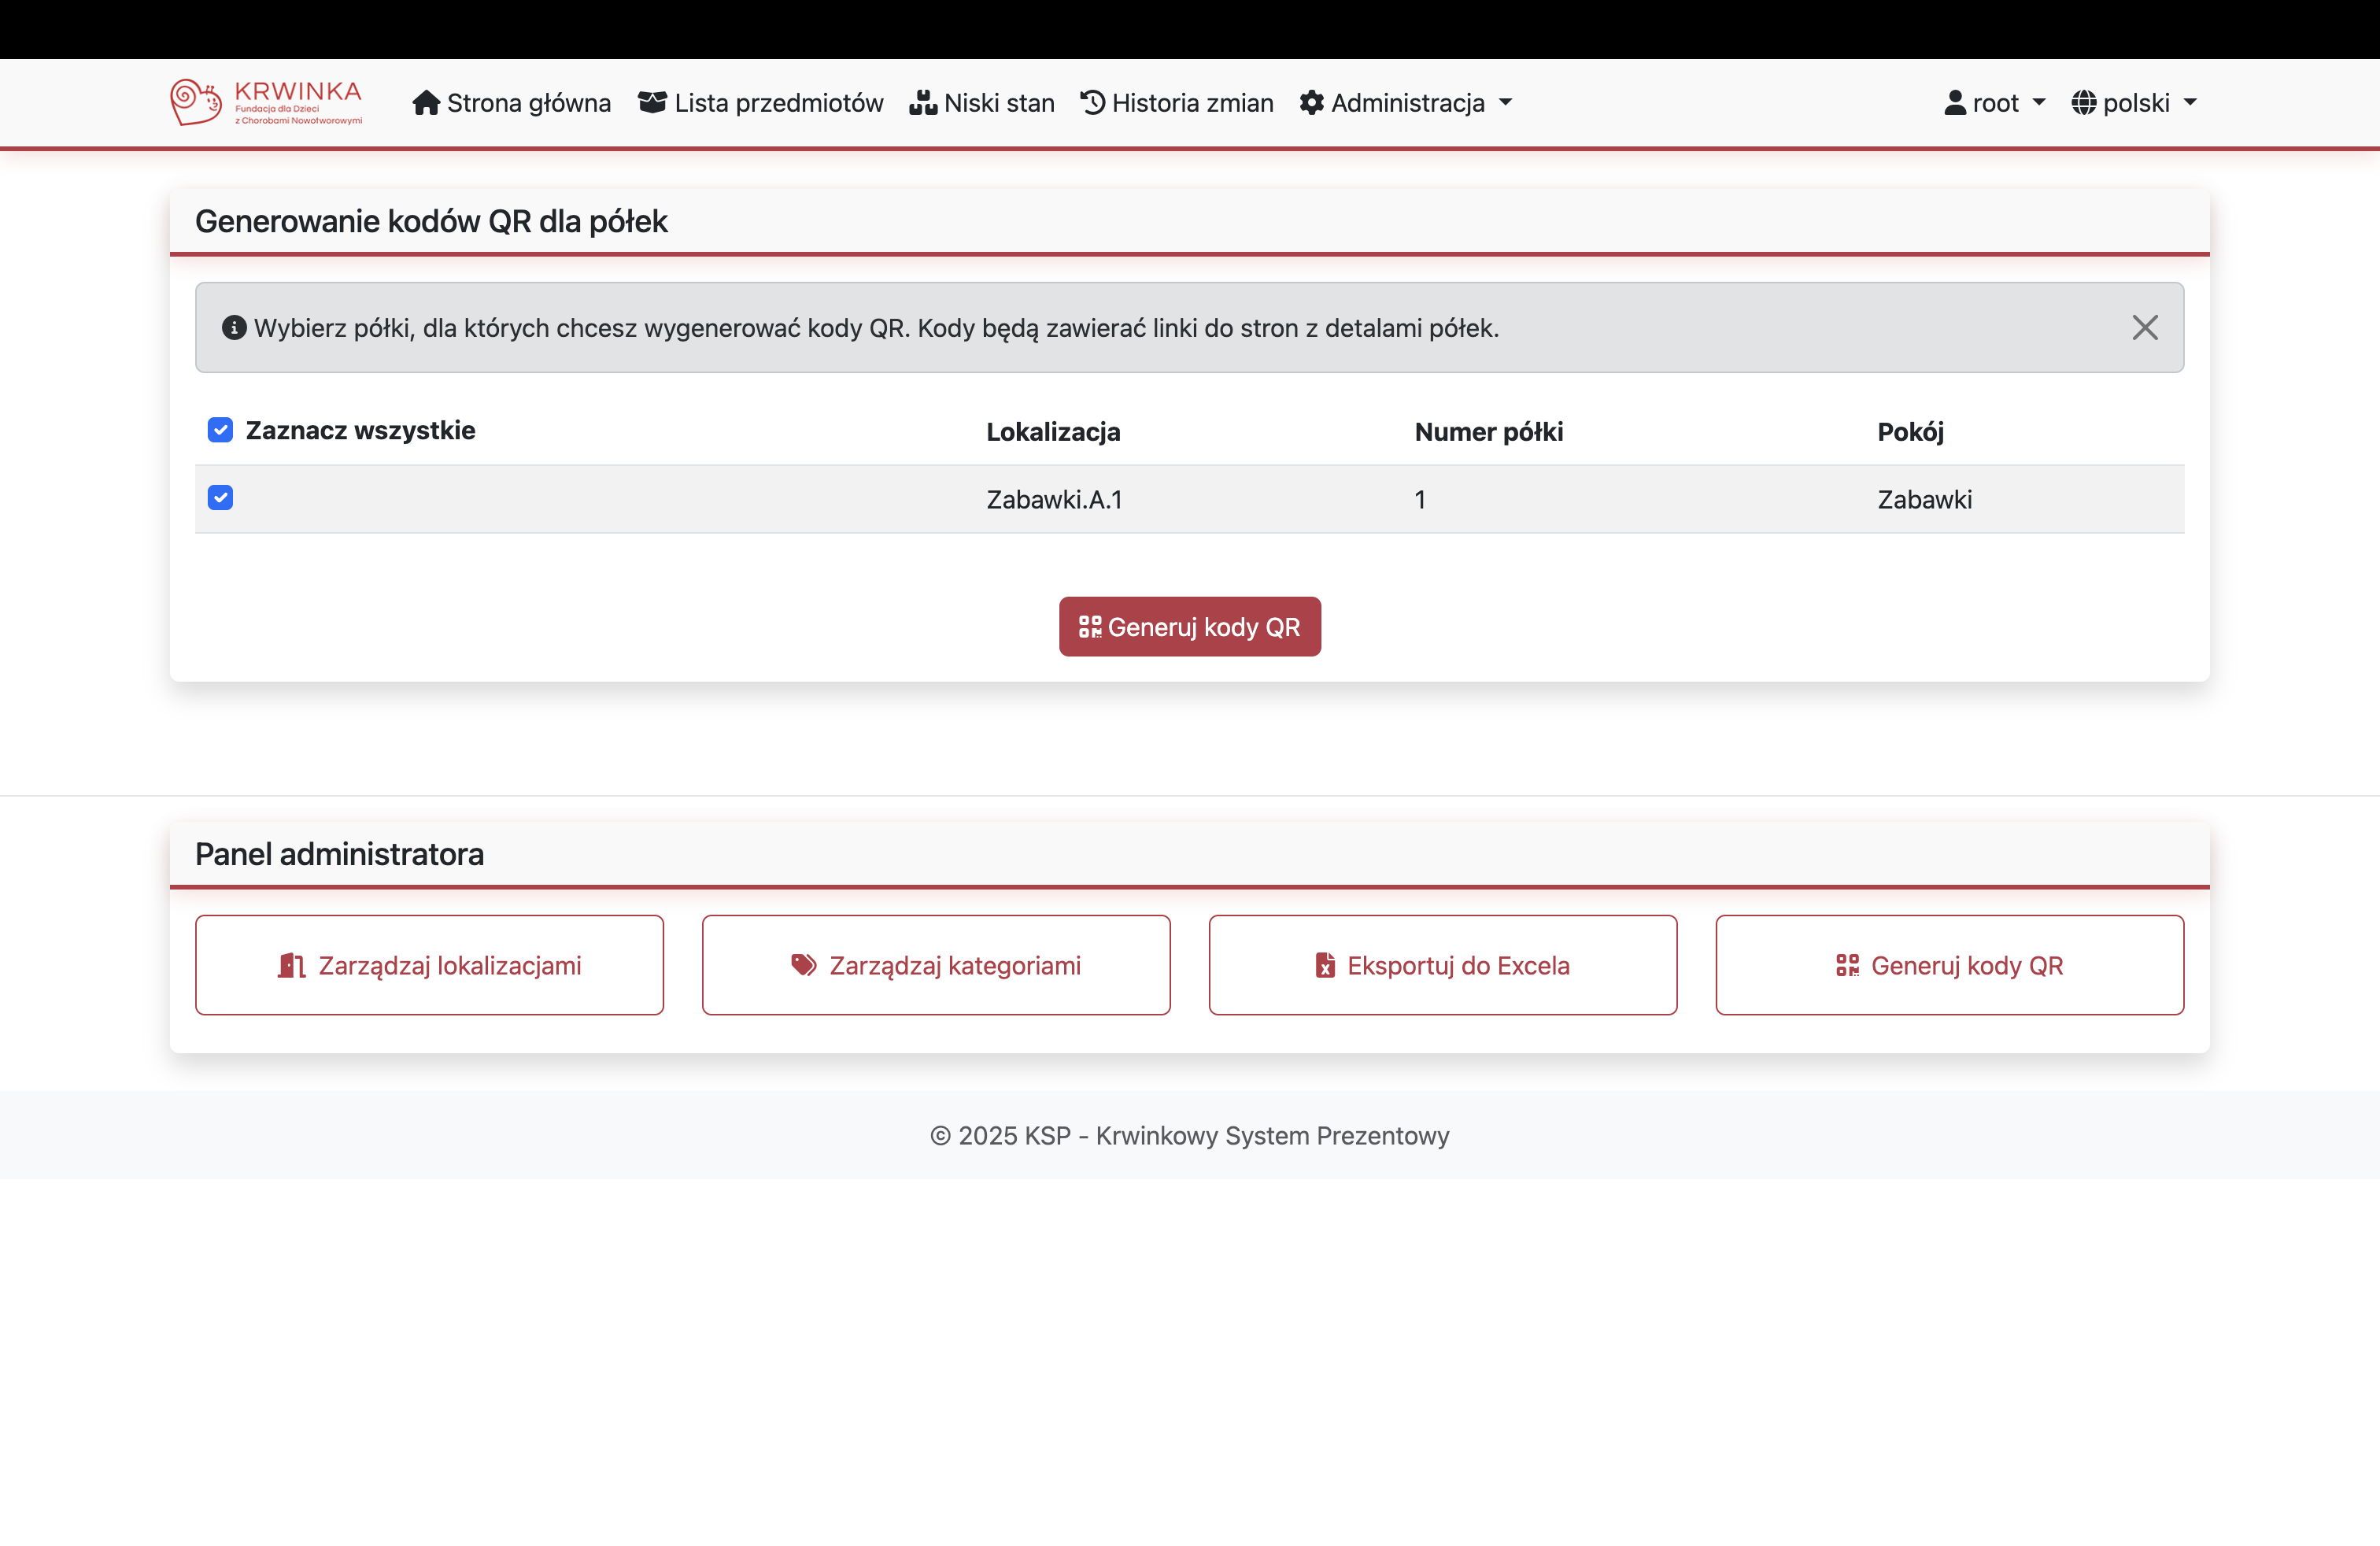 KRWINKA
Fundacja dla Dzieci
z Chorobami Nowotworowymi
Strona główna
Lista przedmiotów
Niski stan
Historia zmian
Administracja
root
polski
Generowanie kodów QR dla półek
Wybierz półki, dla których chcesz wygenerować kody QR. Kody będą zawierać linki do stron z detalami półek.
Zaznacz wszystkie Lokalizacja Numer półki Pokój
Zabawki.A.1 1 Zabawki
Generuj kody QR
Panel administratora
Zarządzaj lokalizacjami
Zarządzaj kategoriami
Eksportuj do Excela
Generuj kody QR
© 2025 KSP - Krwinkowy System Prezentowy